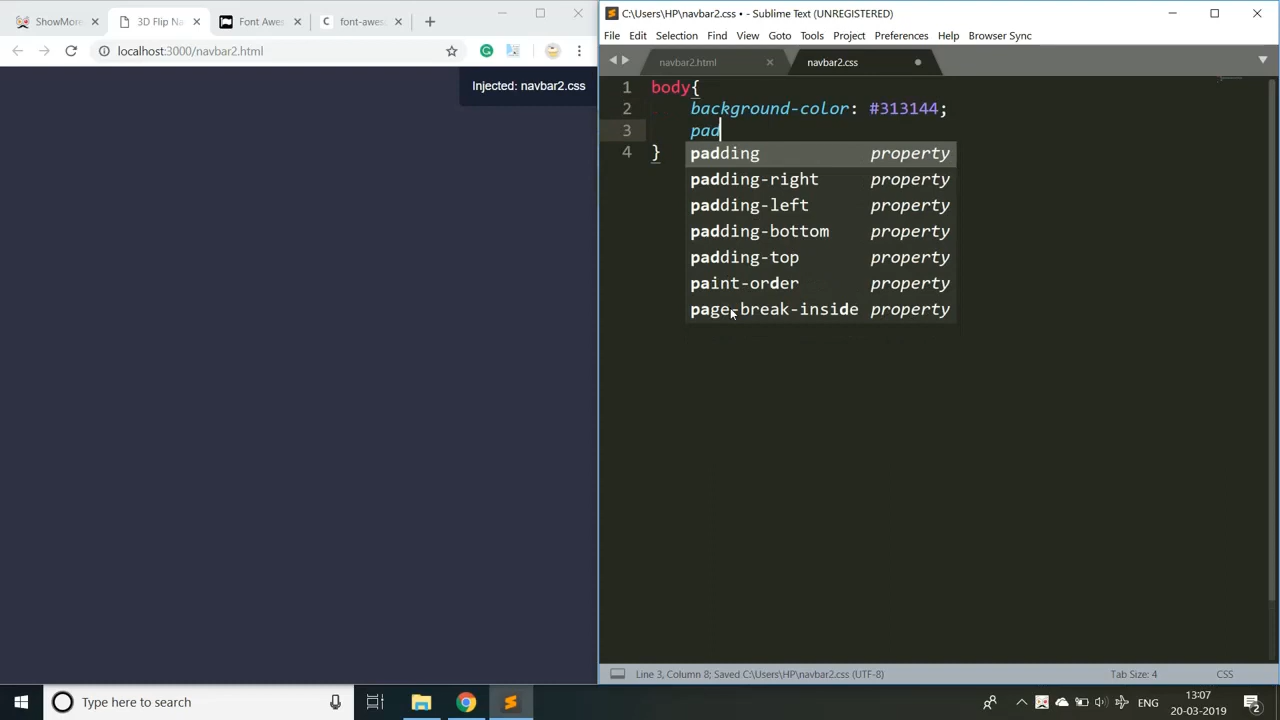 ShowMore
3D Flip Na
Font Awes
font-awes
localhost:3000/navbar2.html
Injected: navbar2.css
C:\Users\HP\navbar2.css • - Sublime Text (UNREGISTERED)
File Edit Selection Find View Goto Tools Project Preferences Help Browser Sync
navbar2.html
navbar2.css
1 body{
2 background-color: #313144;
3 pad
4 }
padding property
padding-right property
padding-left property
padding-bottom property
padding-top property
paint-order property
page-break-inside property
Line 3, Column 8; Saved C:\Users\HP\navbar2.css (UTF-8)
Tab Size: 4
CSS
Type here to search
ENG
13:07
20-03-2019
2